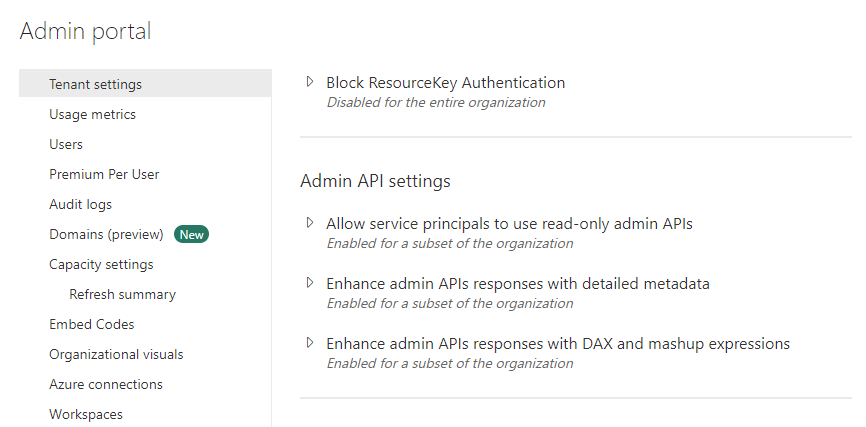 Admin portal
Tenant settings
Usage metrics
Users
Premium Per User
Audit logs
Domains (preview) New
Capacity settings
Refresh summary
Embed Codes
Organizational visuals
Azure connections
Workspaces
Block ResourceKey Authentication
Disabled for the entire organization
Admin API settings
Allow service principals to use read-only admin APIs
Enabled for a subset of the organization
Enhance admin APIs responses with detailed metadata
Enabled for a subset of the organization
Enhance admin APIs responses with DAX and mashup expressions
Enabled for a subset of the organization